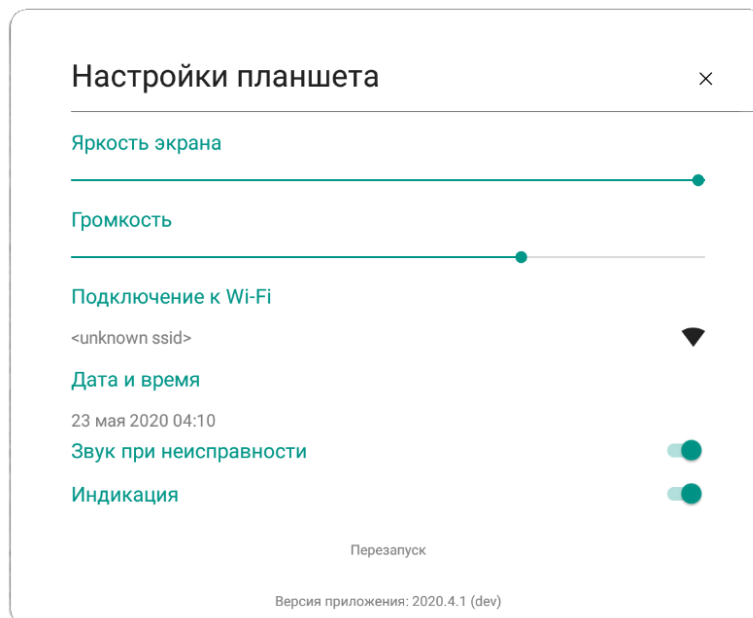 Настройки планшета
Яркость экрана
Громкость
Подключение к Wi-Fi
<unknown ssid>
Дата и время
23 мая 2020 04:10
Звук при неисправности
Индикация
Перезапуск
Версия приложения: 2020.4.1 (dev)